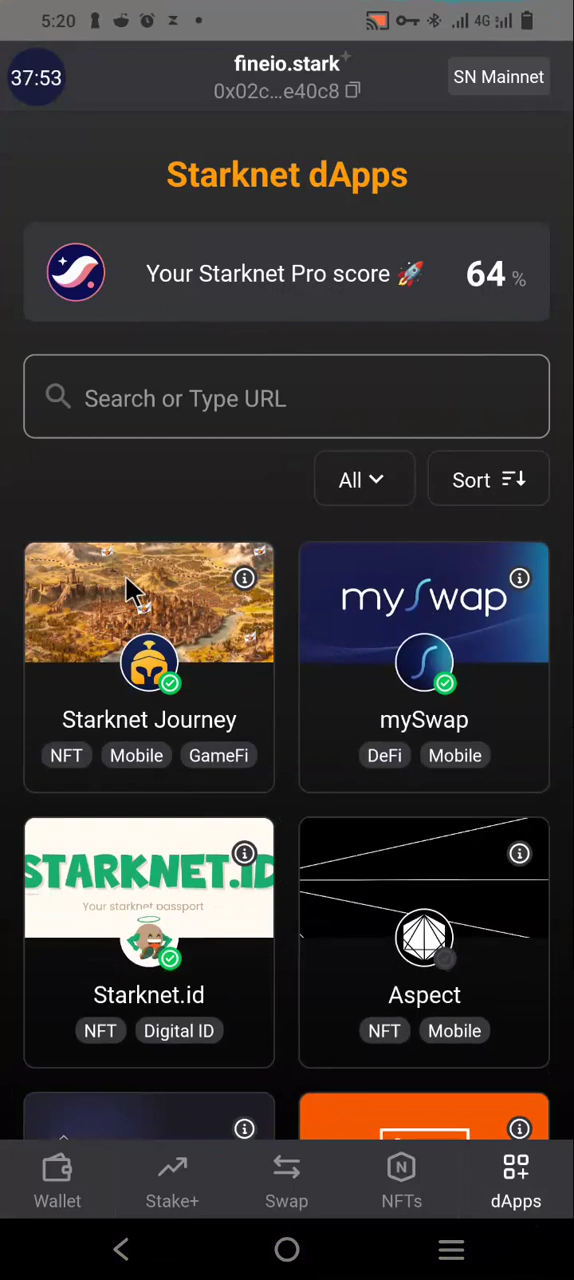 5:20
4G
37:53
fineio.stark
0x02c...e40c8
SN Mainnet
Starknet dApps
Your Starknet Pro score 🚀 64 %
Search or Type URL
All
Sort
mySwap
Starknet Journey
NFT Mobile GameFi
mySwap
DeFi Mobile
STARKNET.ID
Your starknet passport
Starknet.id
NFT Digital ID
Aspect
NFT Mobile
Wallet
Stake+
Swap
NFTs
dApps